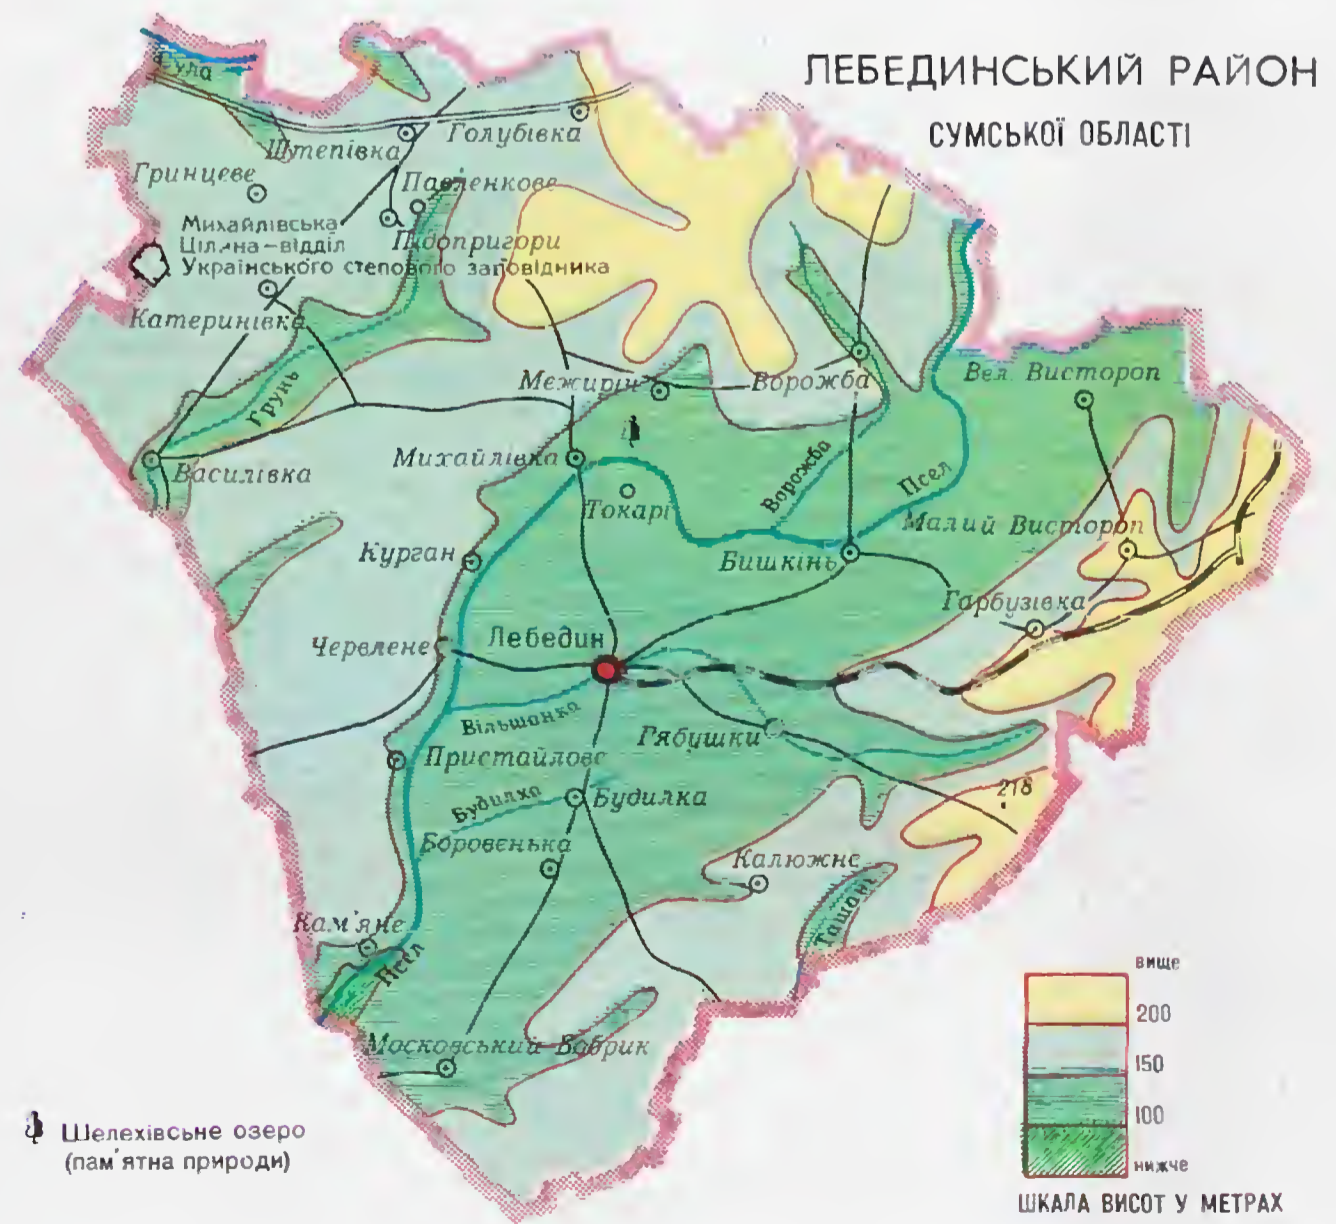 ЛЕБЕДИНСЬКИЙ РАЙОН
СУМСЬКОЇ ОБЛАСТІ
Сула
Штепівка
Голубівка
Гринцеве
Павленкове
Підопригори
Михайлівська
Цілина-відділ
Українського степового заповідника
Катеринівка
Грунь
Василівка
Межиріч
Ворожба
Вел. Вистороп
Михайлівка
Токарі
Ворожба
Псел
Малий Вистороп
Курган
Бишкінь
Гарбузівка
Червлене
Лебедин
Вільшанка
Рябушки
Пристайлове
Будилка
Будилка
218
Боровенька
Калюжне
Ташань
Кам'яне
Псел
Московський Бобрик
вище
200
150
100
нижче
ШКАЛА ВИСОТ У МЕТРАХ
Шелехівсьне озеро
(пам'ятна природи)